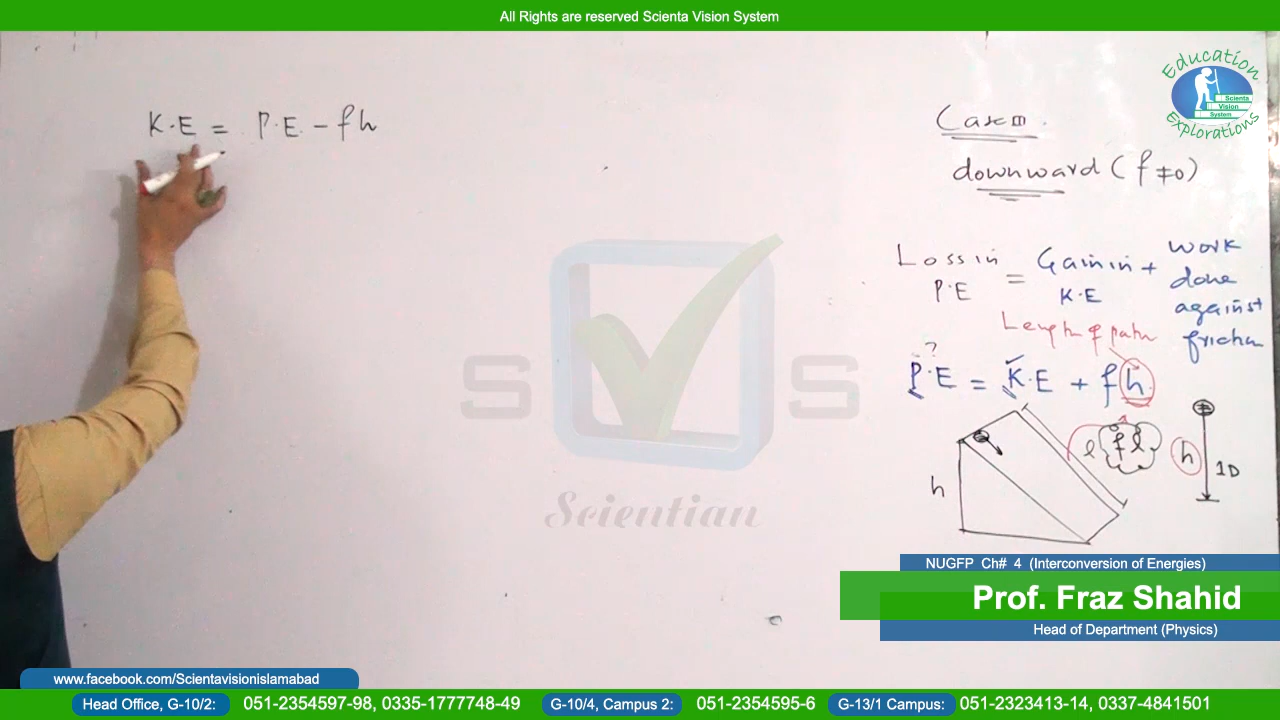 All Rights are reserved Scienta Vision System
Education
Scienta
Vision
System
Explorations
K.E = P.E - fh
Case III.
downward (f ≠ 0)
Loss in P.E = Gain in K.E + work done against friction
Length of path
?
P.E = K.E + fh
l
fl
h
1D
h
S V S
Scientian
NUGFP Ch# 4 (Interconversion of Energies)
Prof. Fraz Shahid
Head of Department (Physics)
www.facebook.com/Scientavisionislamabad
Head Office, G-10/2: 051-2354597-98, 0335-1777748-49 G-10/4, Campus 2: 051-2354595-6 G-13/1 Campus: 051-2323413-14, 0337-4841501